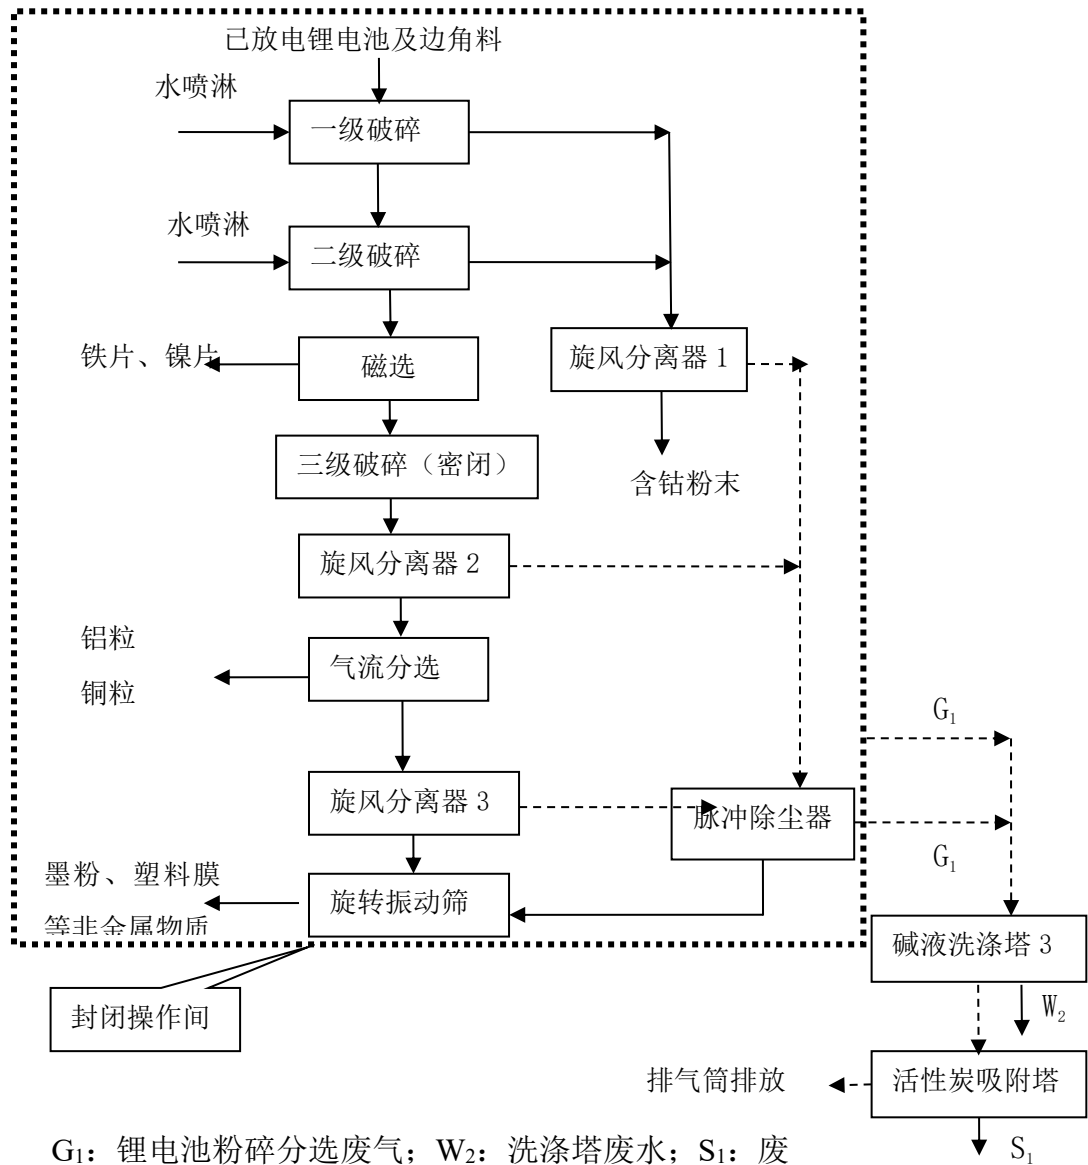 已放电锂电池及边角料
水喷淋
一级破碎
水喷淋
二级破碎
铁片、镍片
磁选
旋风分离器 1
三级破碎（密闭）
含钴粉末
旋风分离器 2
铝粒
气流分选
铜粒
G₁
旋风分离器 3
脉冲除尘器
G₁
墨粉、塑料膜
旋转振动筛
等非金属物质
碱液洗涤塔 3
封闭操作间
W₂
排气筒排放
活性炭吸附塔
G₁：锂电池粉碎分选废气；W₂：洗涤塔废水；S₁：废
S₁